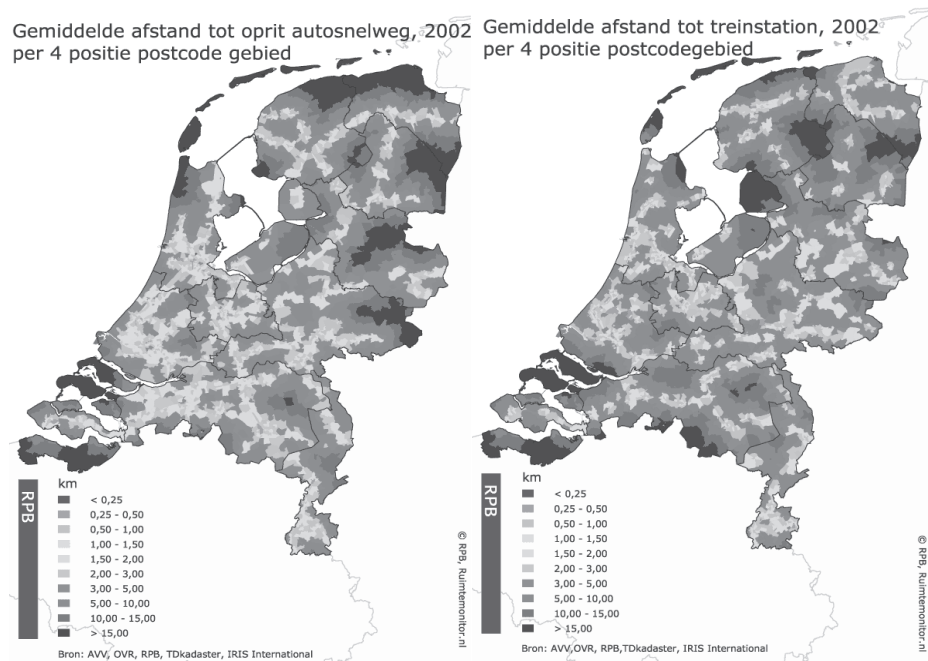 Gemiddelde afstand tot oprit autosnelweg, 2002
per 4 positie postcode gebied
km
< 0,25
0,25 - 0,50
0,50 - 1,00
1,00 - 1,50
1,50 - 2,00
2,00 - 3,00
3,00 - 5,00
5,00 - 10,00
10,00 - 15,00
> 15,00
RPB
© RPB, Ruimtemonitor.nl
Bron: AVV, OVR, RPB, TDkadaster, IRIS International
Gemiddelde afstand tot treinstation, 2002
per 4 positie postcodegebied
km
< 0,25
0,25 - 0,50
0,50 - 1,00
1,00 - 1,50
1,50 - 2,00
2,00 - 3,00
3,00 - 5,00
5,00 - 10,00
10,00 - 15,00
> 15,00
RPB
© RPB, Ruimtemonitor.nl
Bron: AVV,OVR, RPB,TDkadaster, IRIS International